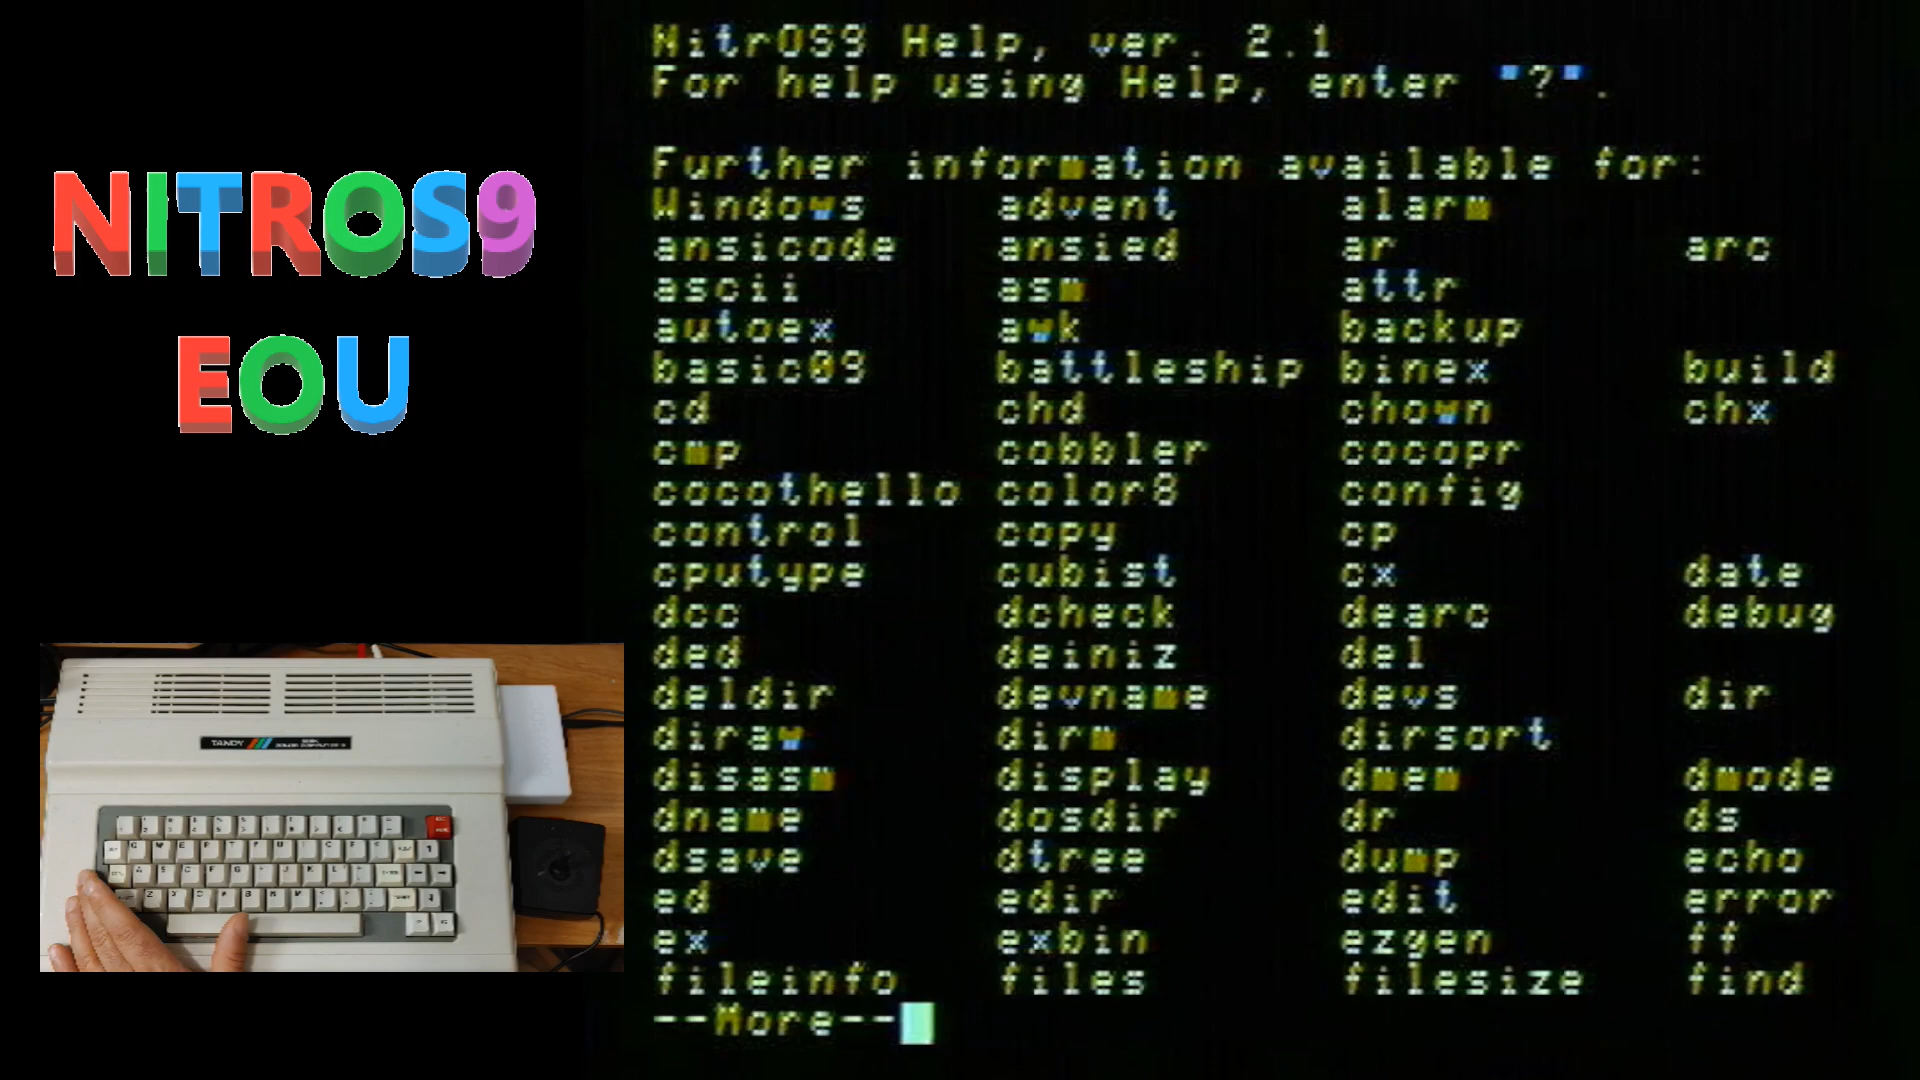 NITROS9
EOU
NitrOS9 Help, ver. 2.1
For help using Help, enter "?".
Further information available for:
Windows advent alarm
ansicode ansied ar arc
ascii asm attr
autoex awk backup
basic09 battleship binex build
cd chd chown chx
cmp cobbler cocopr
cocothello color8 config
control copy cp
cputype cubist cx date
dcc dcheck dearc debug
ded deiniz del
deldir devname devs dir
diraw dirm dirsort
disasm display dmem dmode
dname dosdir dr ds
dsave dtree dump echo
ed edir edit error
ex exbin ezgen ff
fileinfo files filesize find
--More--
TANDY